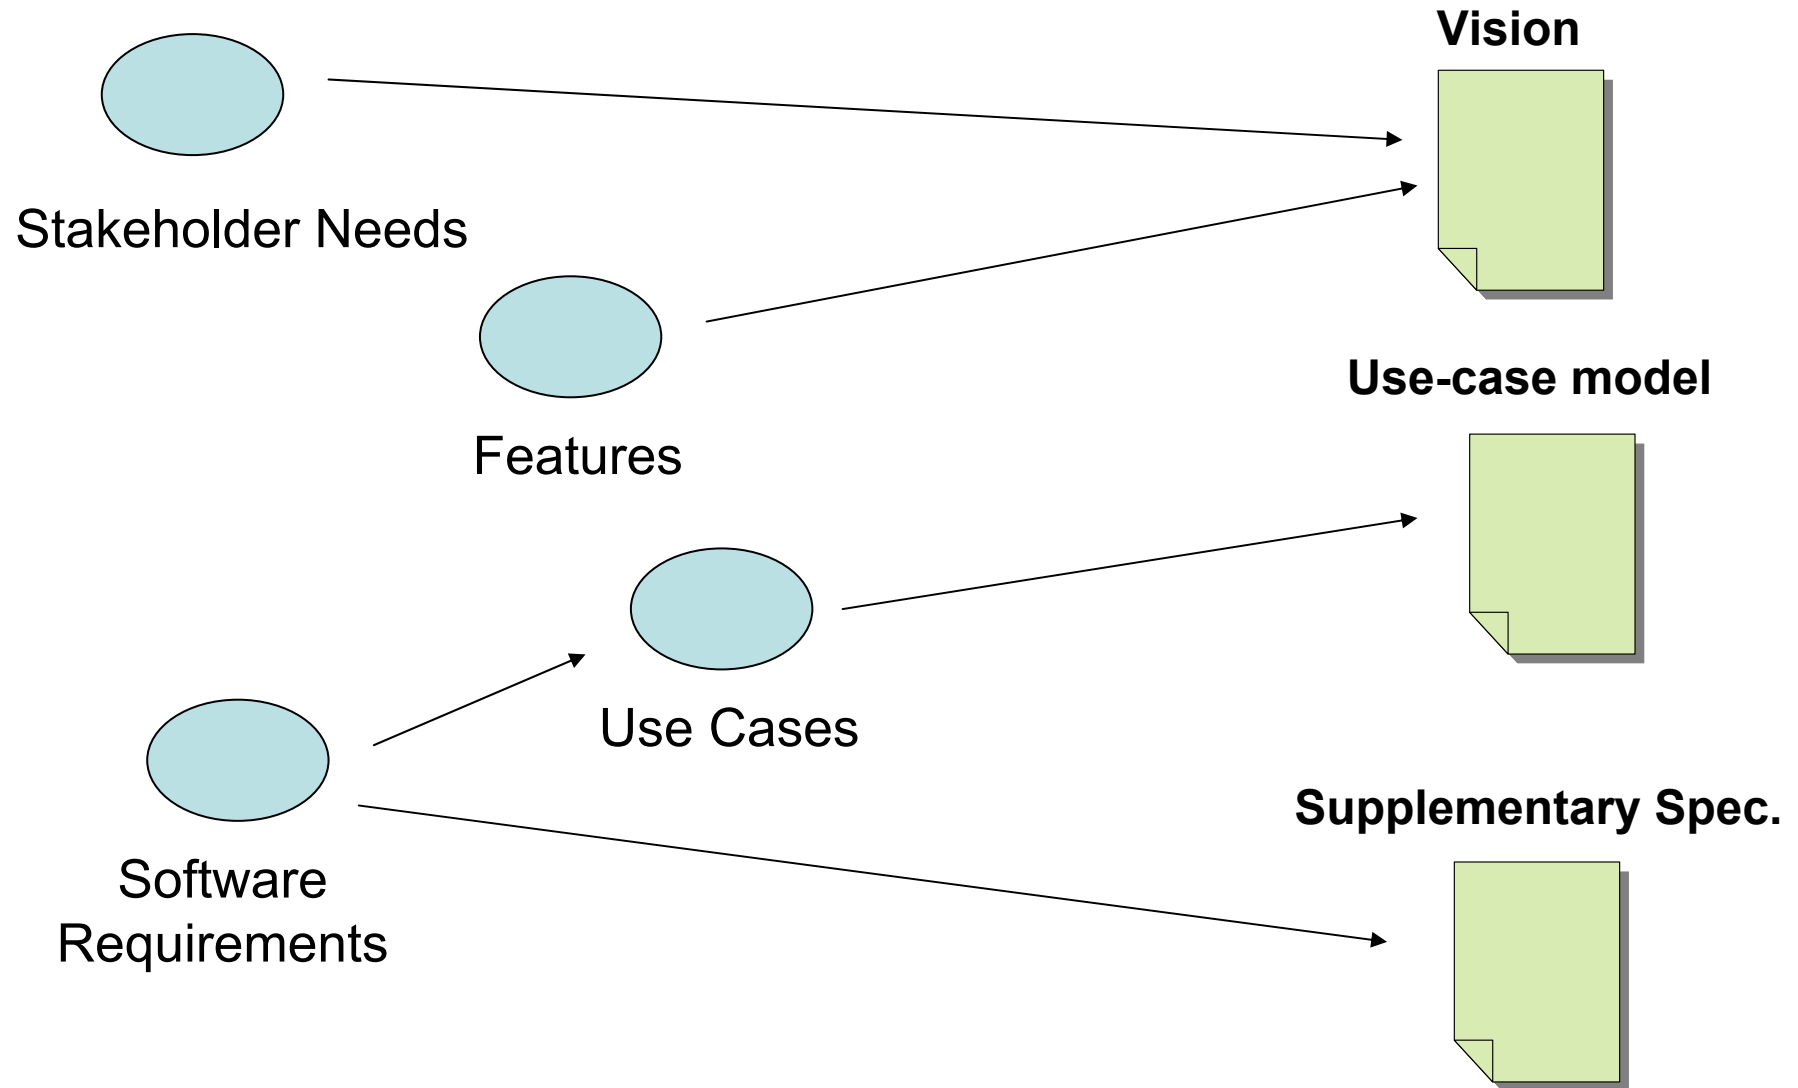 Vision
Stakeholder Needs
Use-case model
Features
Use Cases
Supplementary Spec.
Software
Requirements